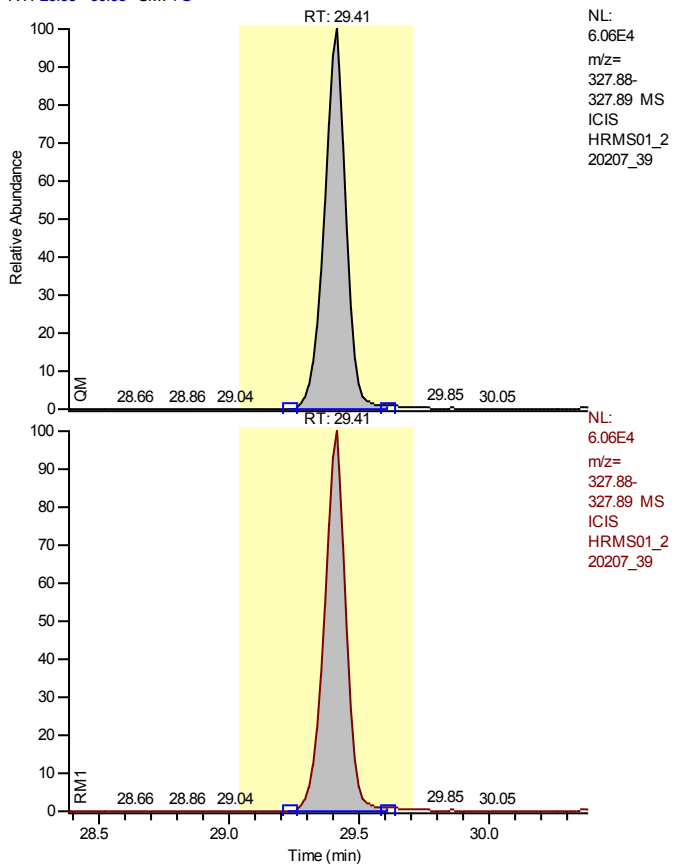 RT: 29.41
NL:
6.06E4
m/z=
327.88-
327.89 MS
ICIS
HRMS01_2
20207_39
100
90
80
70
60
50
40
30
20
10
0
Relative Abundance
QM
28.66 28.86 29.04 29.85 30.05
RT: 29.41
NL:
6.06E4
m/z=
327.88-
327.89 MS
ICIS
HRMS01_2
20207_39
100
90
80
70
60
50
40
30
20
10
0
RM1
28.66 28.86 29.04 29.85 30.05
28.5 29.0 29.5 30.0
Time (min)